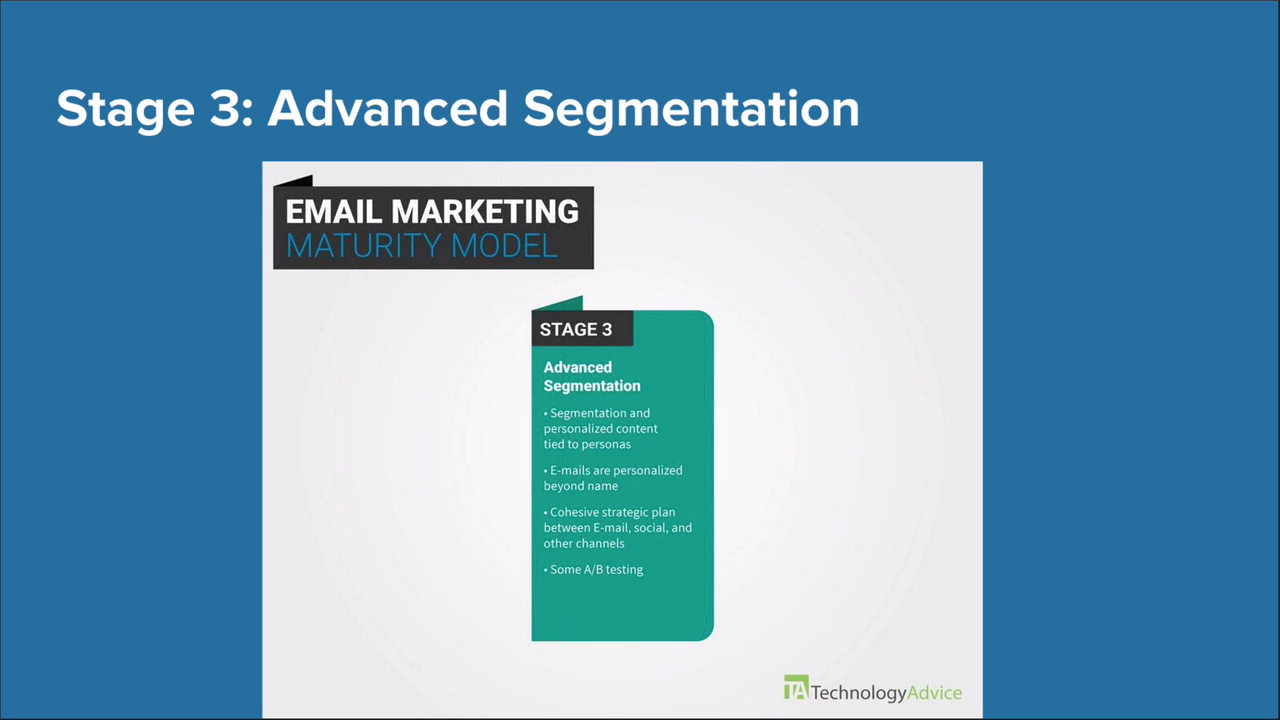 Stage 3: Advanced Segmentation
EMAIL MARKETING
MATURITY MODEL
STAGE 3
Advanced
Segmentation
• Segmentation and
personalized content
tied to personas
• E-mails are personalized
beyond name
• Cohesive strategic plan
between E-mail, social, and
other channels
• Some A/B testing
TA TechnologyAdvice